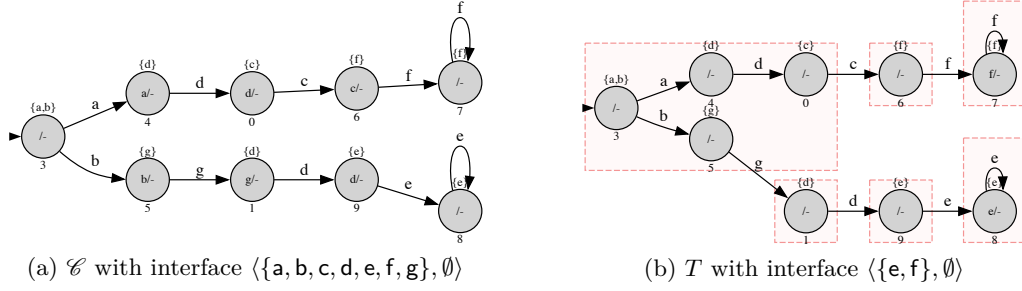 f
{f}
/-
7
{d}
a/-
4
d
{c}
d/-
0
c
{f}
c/-
6
f
{a,b}
/-
3
a
b
{g}
b/-
5
g
{d}
g/-
1
d
{e}
d/-
9
e
e
{e}
/-
8
(a) 𝒞 with interface ⟨{a, b, c, d, e, f, g}, ∅⟩
f
{f}
f/-
7
{d}
/-
4
d
{c}
/-
0
c
{f}
/-
6
f
{a,b}
/-
3
a
b
{g}
/-
5
g
{d}
/-
1
d
{e}
/-
9
e
e
{e}
e/-
8
(b) T with interface ⟨{e, f}, ∅⟩